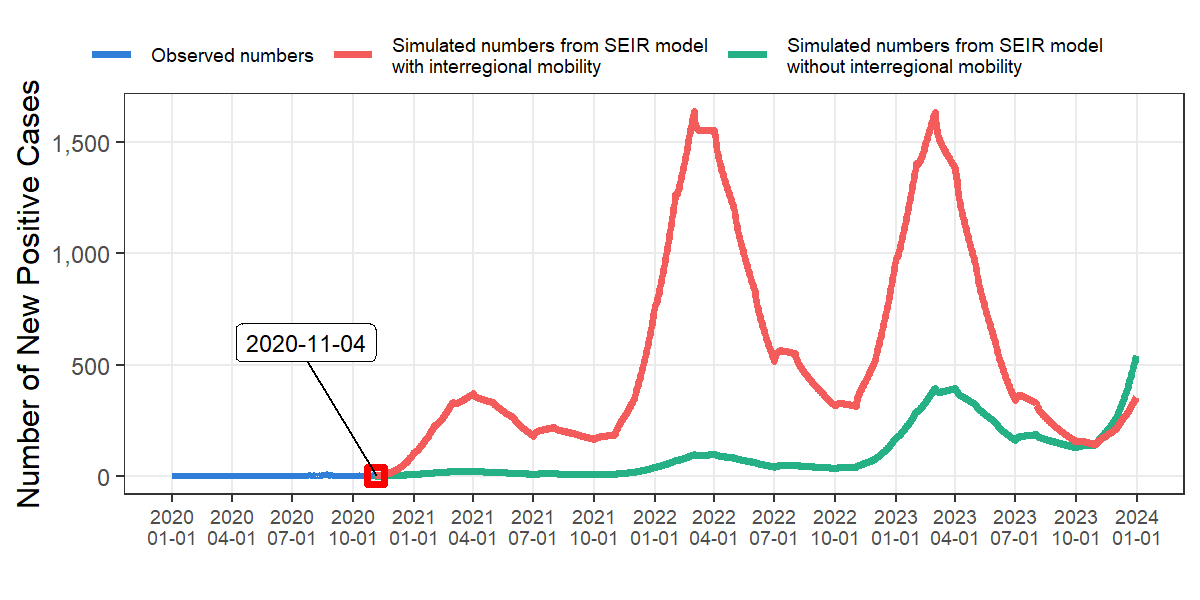 Observed numbers
Simulated numbers from SEIR model
with interregional mobility
Simulated numbers from SEIR model
without interregional mobility
Number of New Positive Cases
1,500
1,000
500
0
2020-11-04
2020 2020 2020 2020 2021 2021 2021 2021 2022 2022 2022 2022 2023 2023 2023 2023 2024
01-01 04-01 07-01 10-01 01-01 04-01 07-01 10-01 01-01 04-01 07-01 10-01 01-01 04-01 07-01 10-01 01-01